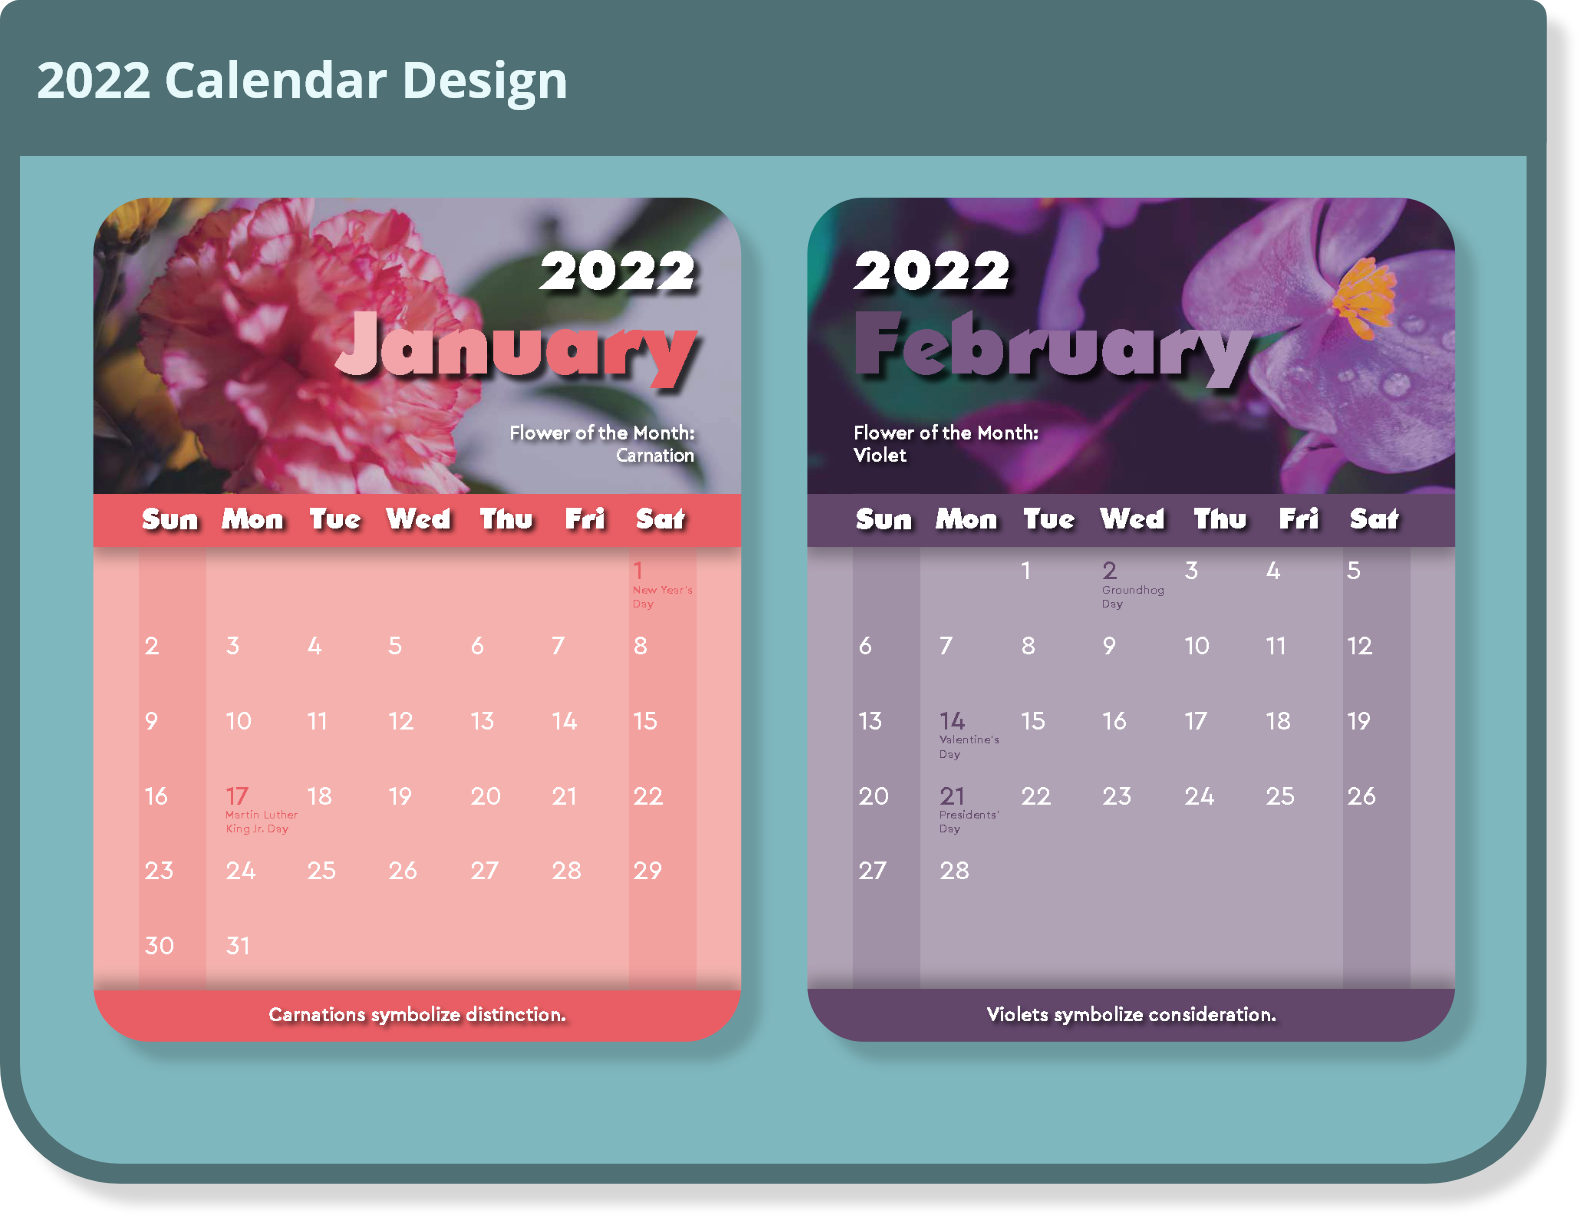 2022 Calendar Design
2022
January
Flower of the Month:
Carnation
Sun Mon Tue Wed Thu Fri Sat
1
New Year's
Day
2 3 4 5 6 7 8
9 10 11 12 13 14 15
16 17 18 19 20 21 22
Martin Luther
King Jr. Day
23 24 25 26 27 28 29
30 31
Carnations symbolize distinction.
2022
February
Flower of the Month:
Violet
Sun Mon Tue Wed Thu Fri Sat
1 2 3 4 5
Groundhog
Day
6 7 8 9 10 11 12
13 14 15 16 17 18 19
Valentine's
Day
20 21 22 23 24 25 26
Presidents'
Day
27 28
Violets symbolize consideration.